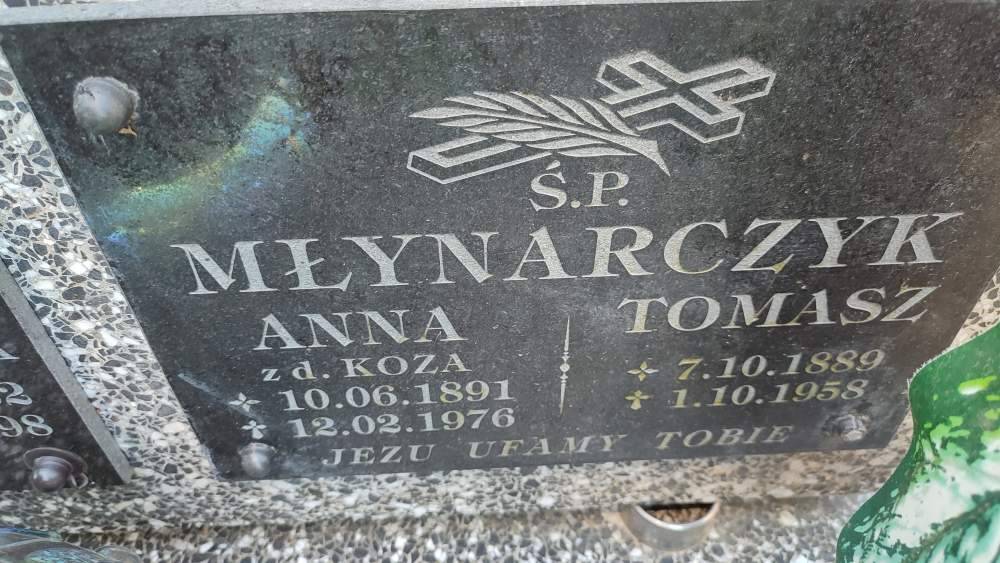 Ś.P.
MŁYNARCZYK
ANNA
z d. KOZA
10.06.1891
12.02.1976
TOMASZ
7.10.1889
1.10.1958
JEZU UFAMY TOBIE
98